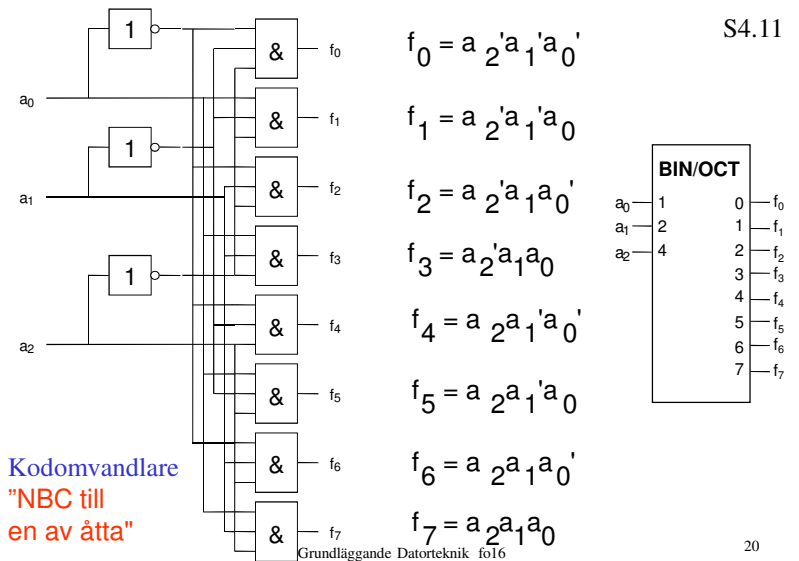 S4.11
1
&
f0
f0 = a2'a1'a0'
a0
&
f1
f1 = a2'a1'a0
1
&
f2
f2 = a2'a1a0'
a1
&
f3
f3 = a2'a1a0
1
&
f4
f4 = a2a1'a0'
a2
&
f5
f5 = a2a1'a0
&
f6
f6 = a2a1a0'
&
f7
f7 = a2a1a0
BIN/OCT
a0 1 0 f0
a1 2 1 f1
a2 4 2 f2
3 f3
4 f4
5 f5
6 f6
7 f7
Kodomvandlare
"NBC till
en av åtta"
Grundläggande Datorteknik fo16
20